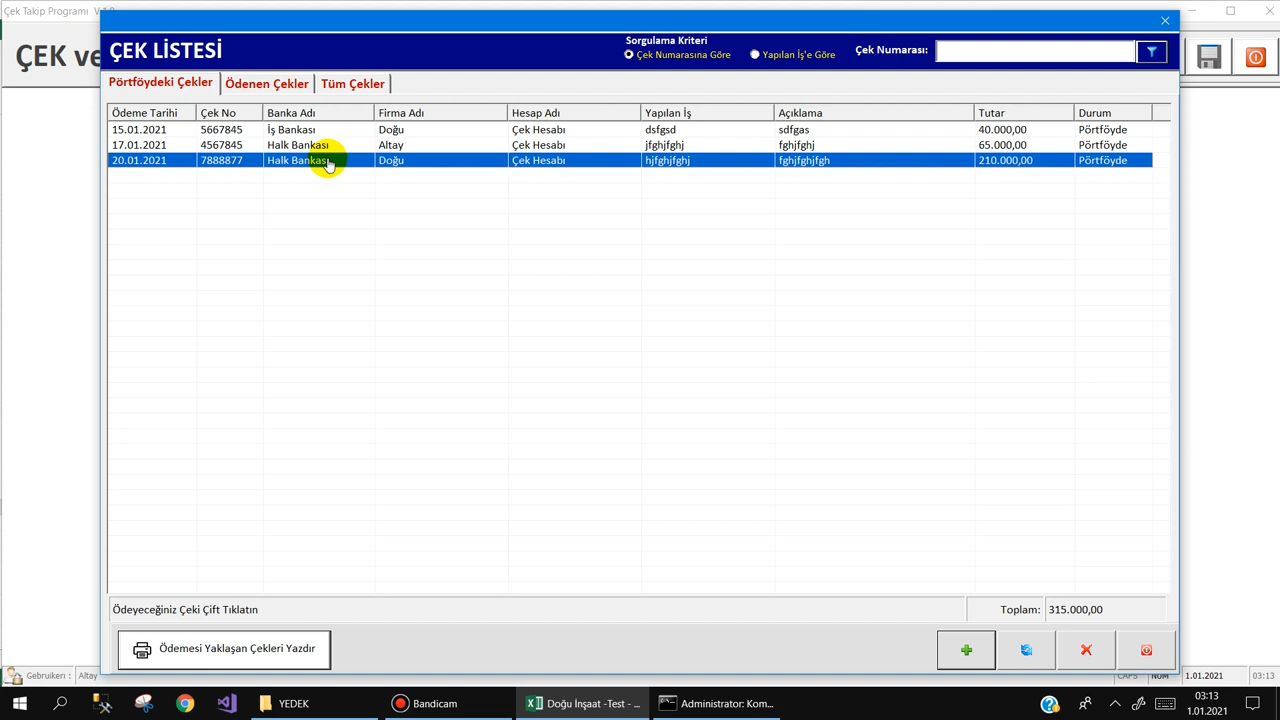 Çek Takip Programı V.1.0
ÇEK ve
ÇEK LİSTESİ
Sorgulama Kriteri
Çek Numarasına Göre
Yapılan İş'e Göre
Çek Numarası:
Pörtföydeki Çekler
Ödenen Çekler
Tüm Çekler
Ödeme Tarihi Çek No Banka Adı Firma Adı Hesap Adı Yapılan İş Açıklama Tutar Durum
15.01.2021 5667845 İş Bankası Doğu Çek Hesabı dsfgsd sdfgas 40.000,00 Pörtföyde
17.01.2021 4567845 Halk Bankası Altay Çek Hesabı jfghjfghj fghjfghj 65.000,00 Pörtföyde
20.01.2021 7888877 Halk Bankası Doğu Çek Hesabı hjfghjfghj fghjfghjfgh 210.000,00 Pörtföyde
Ödeyeceğiniz Çeki Çift Tıklatın
Toplam: 315.000,00
Ödemesi Yaklaşan Çekleri Yazdır
Gebruikerı : Altay
CAPS NUM 1.01.2021 03:13
YEDEK
Bandicam
Doğu İnşaat -Test - ...
Administrator: Kom...
03:13
1.01.2021